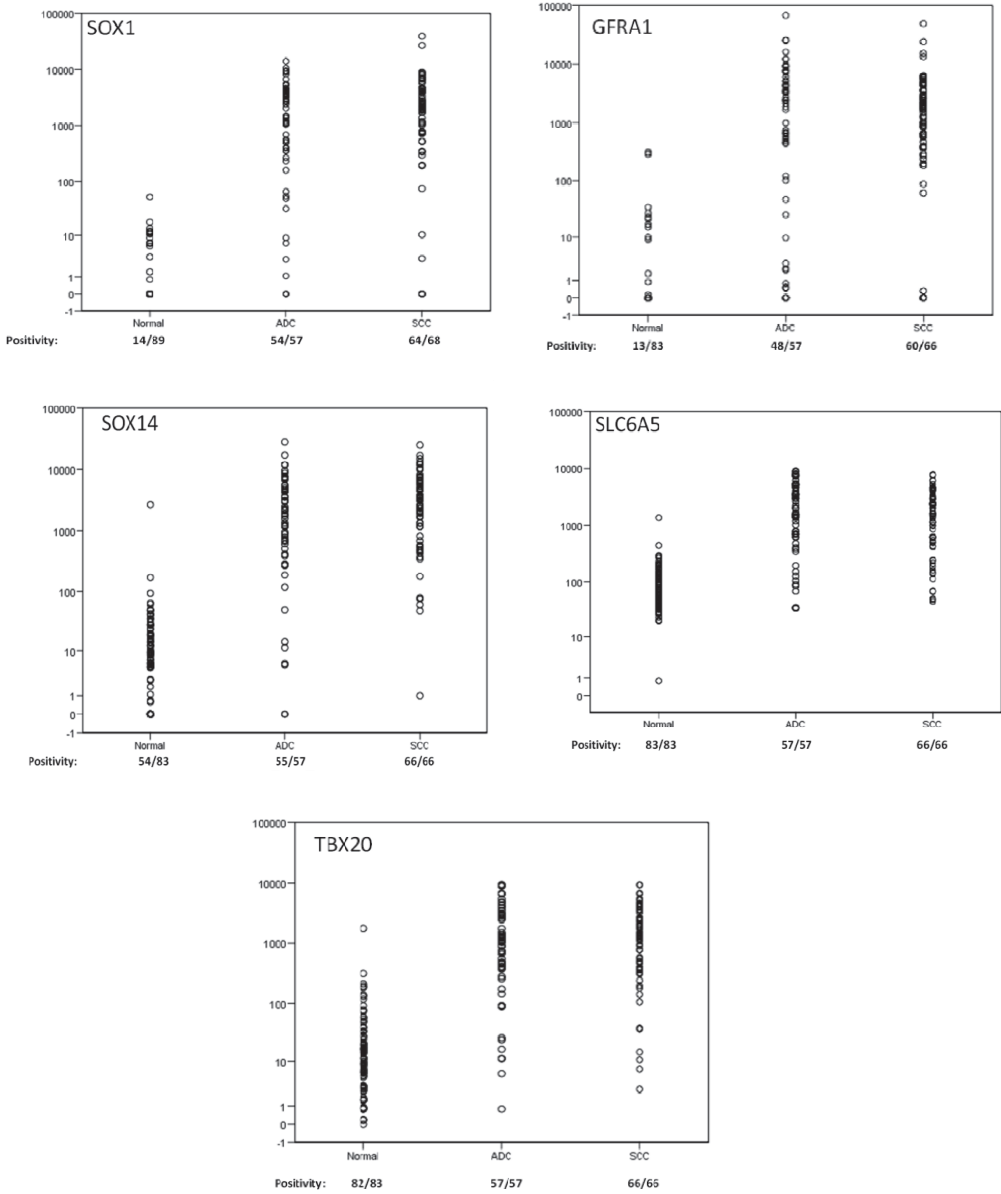 SOX1
100000
10000
1000
100
10
1
0
-1
Normal ADC SCC
Positivity: 14/89 54/57 64/68
GFRA1
100000
10000
1000
100
10
1
0
-1
Normal ADC SCC
Positivity: 13/83 48/57 60/66
SOX14
100000
10000
1000
100
10
1
0
-1
Normal ADC SCC
Positivity: 54/83 55/57 66/66
SLC6A5
100000
10000
1000
100
10
1
0
Normal ADC SCC
Positivity: 83/83 57/57 66/66
TBX20
100000
10000
1000
100
10
1
0
-1
Normal ADC SCC
Positivity: 82/83 57/57 66/66